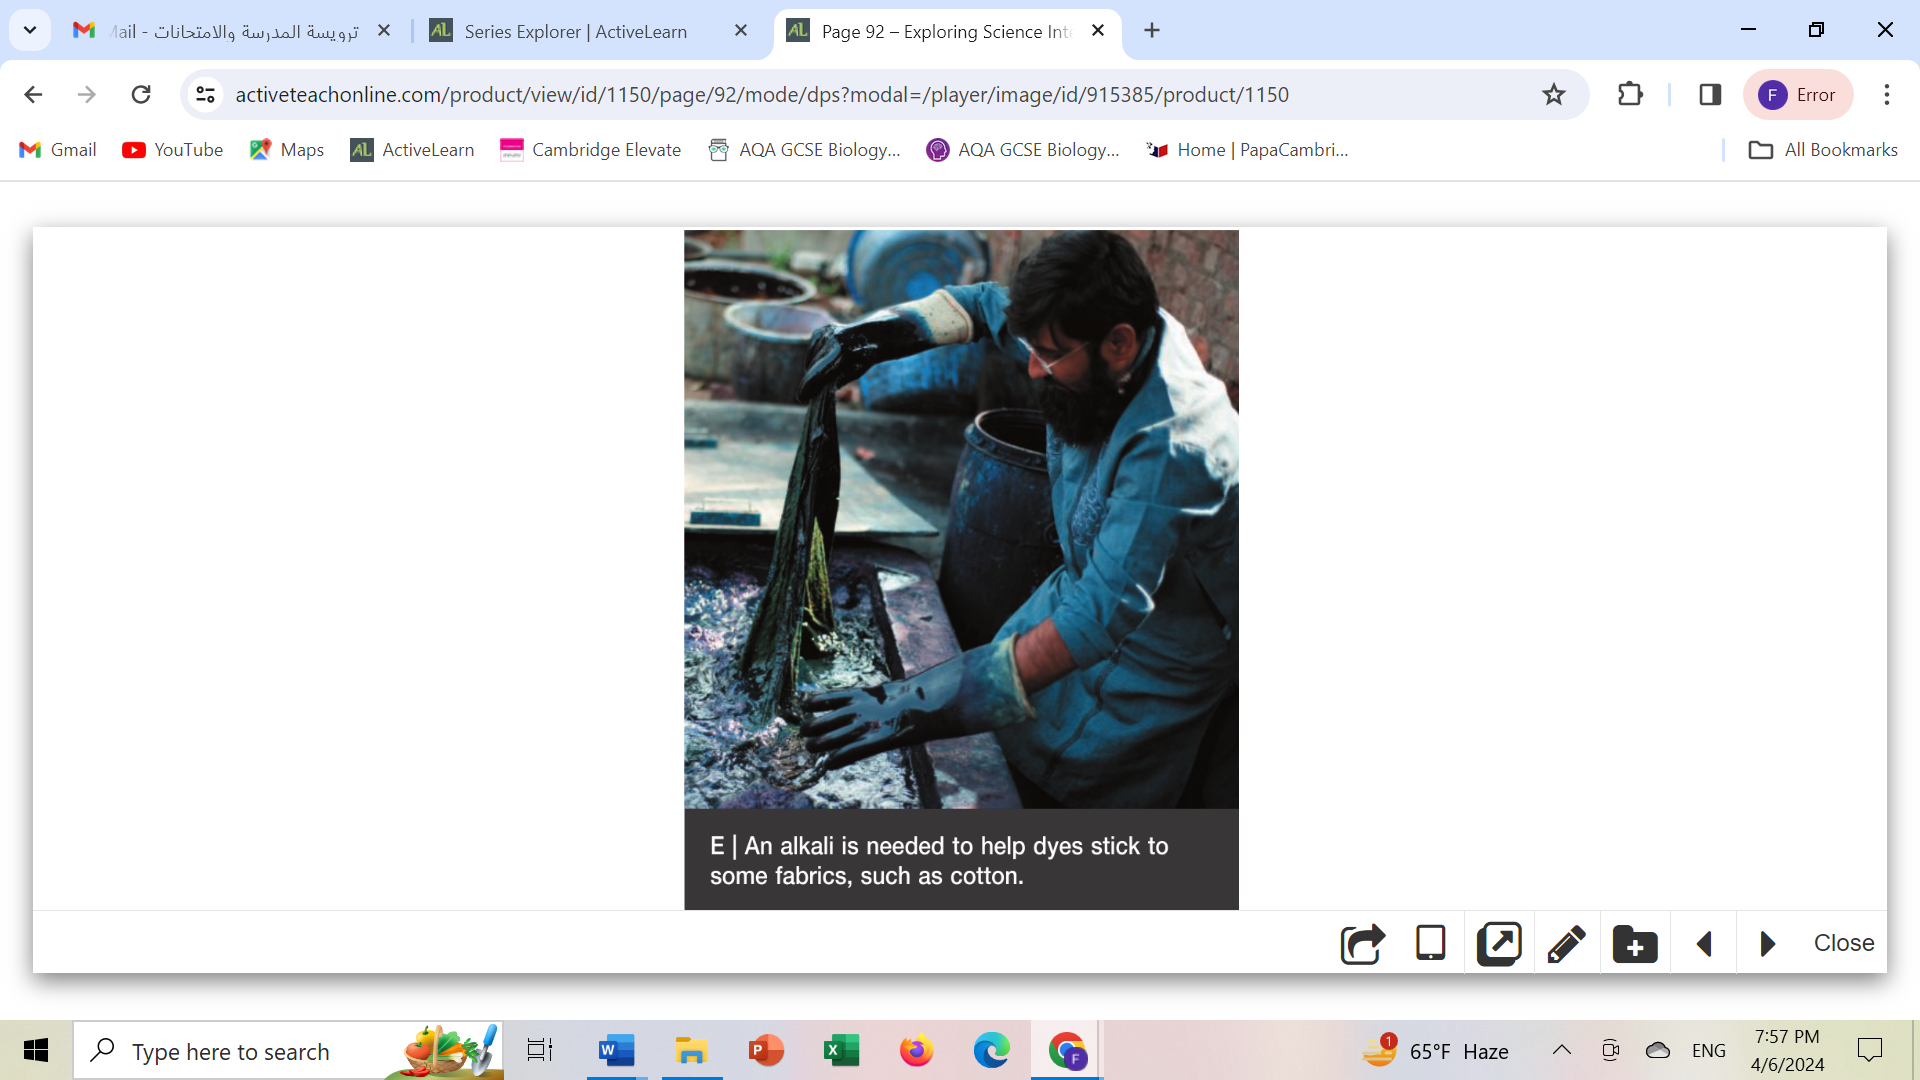 ail - ترويسة المدرسة والامتحانات
Series Explorer | ActiveLearn
Page 92 – Exploring Science Inte
activeteachonline.com/product/view/id/1150/page/92/mode/dps?modal=/player/image/id/915385/product/1150
F Error
Gmail
YouTube
Maps
AL ActiveLearn
Cambridge Elevate
AQA GCSE Biology...
AQA GCSE Biology...
Home | PapaCambri...
All Bookmarks
E | An alkali is needed to help dyes stick to
some fabrics, such as cotton.
Close
Type here to search
1
65°F Haze
ENG
7:57 PM
4/6/2024